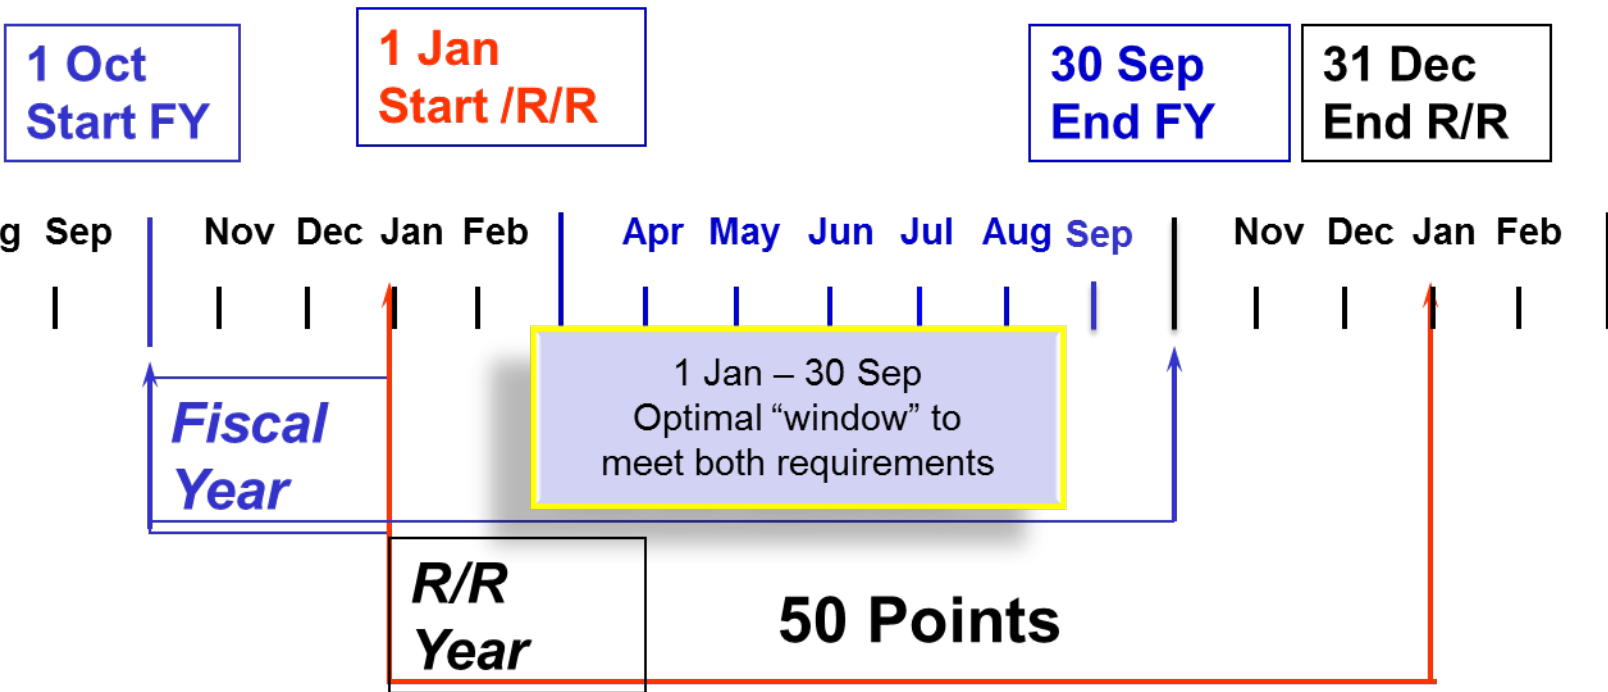 1 Oct
Start FY
1 Jan
Start /R/R
30 Sep
End FY
31 Dec
End R/R
g Sep Nov Dec Jan Feb Apr May Jun Jul Aug Sep Nov Dec Jan Feb
1 Jan – 30 Sep
Optimal “window” to
meet both requirements
Fiscal
Year
R/R
Year
50 Points